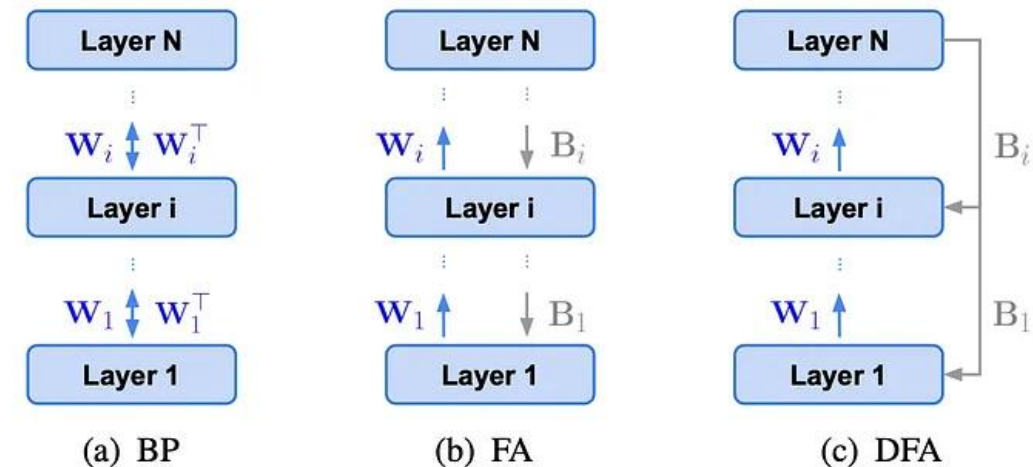 Layer N
W_i W_i^⊤
Layer i
W_1 W_1^⊤
Layer 1
(a) BP
Layer N
W_i B_i
Layer i
W_1 B_1
Layer 1
(b) FA
Layer N
W_i B_i
Layer i
W_1 B_1
Layer 1
(c) DFA